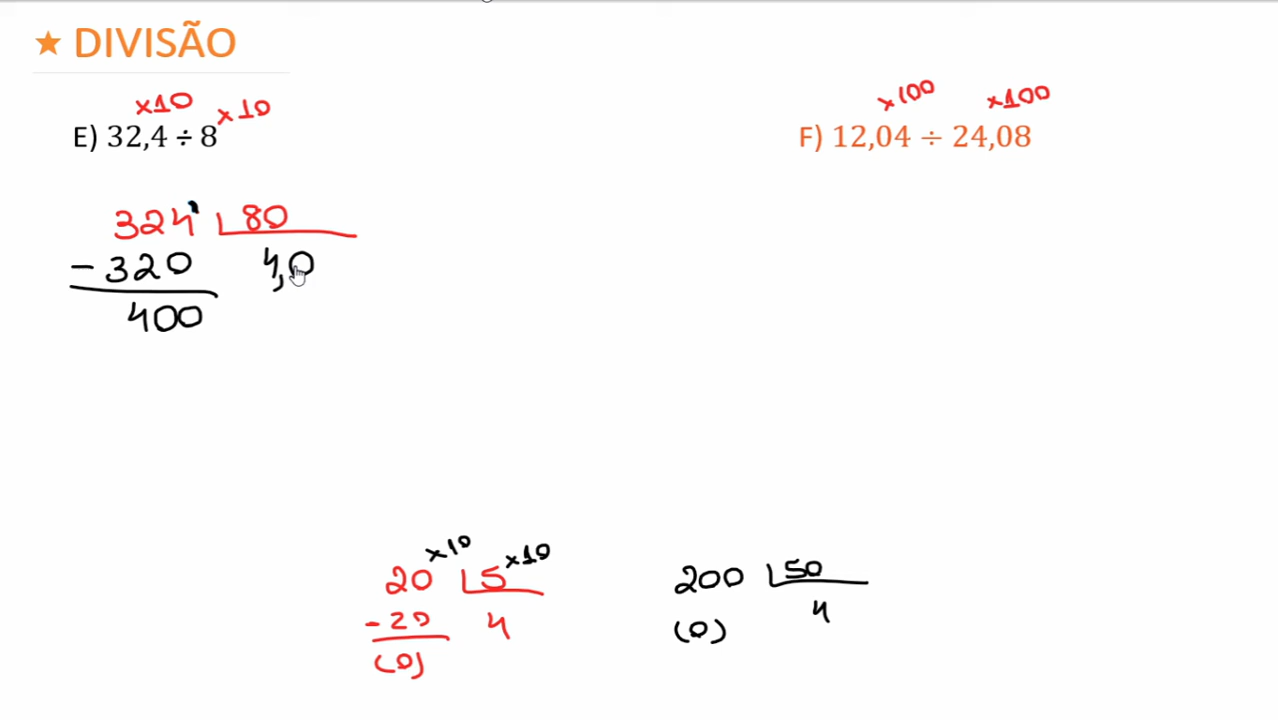 ★ DIVISÃO
×10 ×10
E) 32,4 ÷ 8
324 80
- 320 4,0
400
×100 ×100
F) 12,04 ÷ 24,08
×10 ×10
20 5
-20 4
(0)
200 50
(0) 4